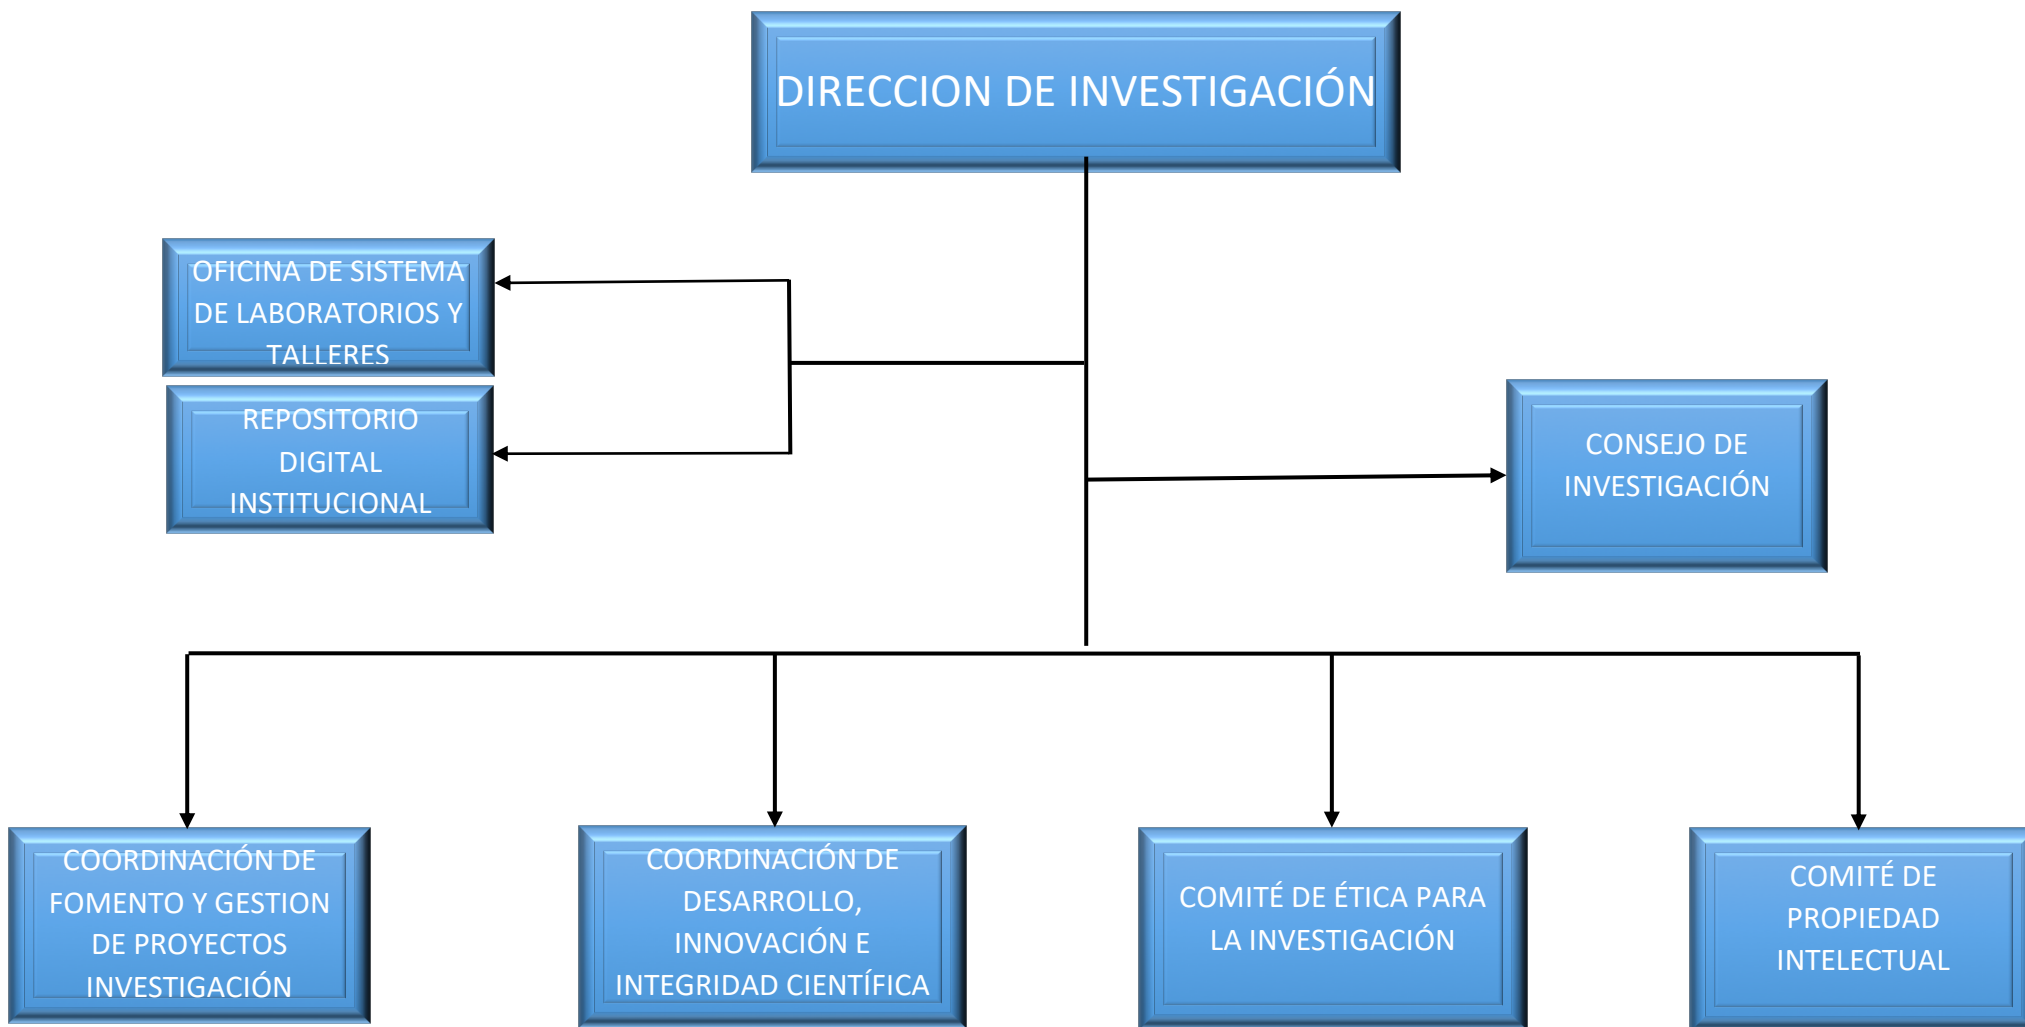 DIRECCION DE INVESTIGACIÓN
OFICINA DE SISTEMA
DE LABORATORIOS Y
TALLERES
REPOSITORIO
DIGITAL
INSTITUCIONAL
CONSEJO DE
INVESTIGACIÓN
COORDINACIÓN DE
FOMENTO Y GESTION
DE PROYECTOS
INVESTIGACIÓN
COORDINACIÓN DE
DESARROLLO,
INNOVACIÓN E
INTEGRIDAD CIENTÍFICA
COMITÉ DE ÉTICA PARA
LA INVESTIGACIÓN
COMITÉ DE
PROPIEDAD
INTELECTUAL